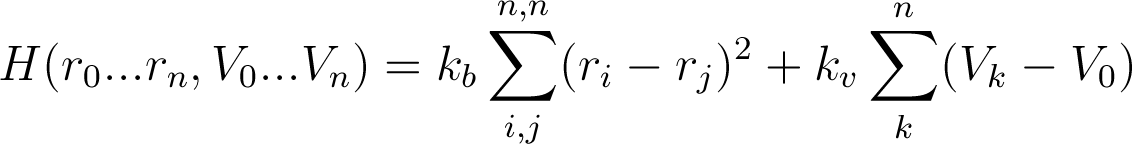 H(r_0...r_n, V_0...V_n) = k_b \sum_{i,j}^{n,n} (r_i - r_j)^2 + k_v \sum_{k}^{n} (V_k - V_0)